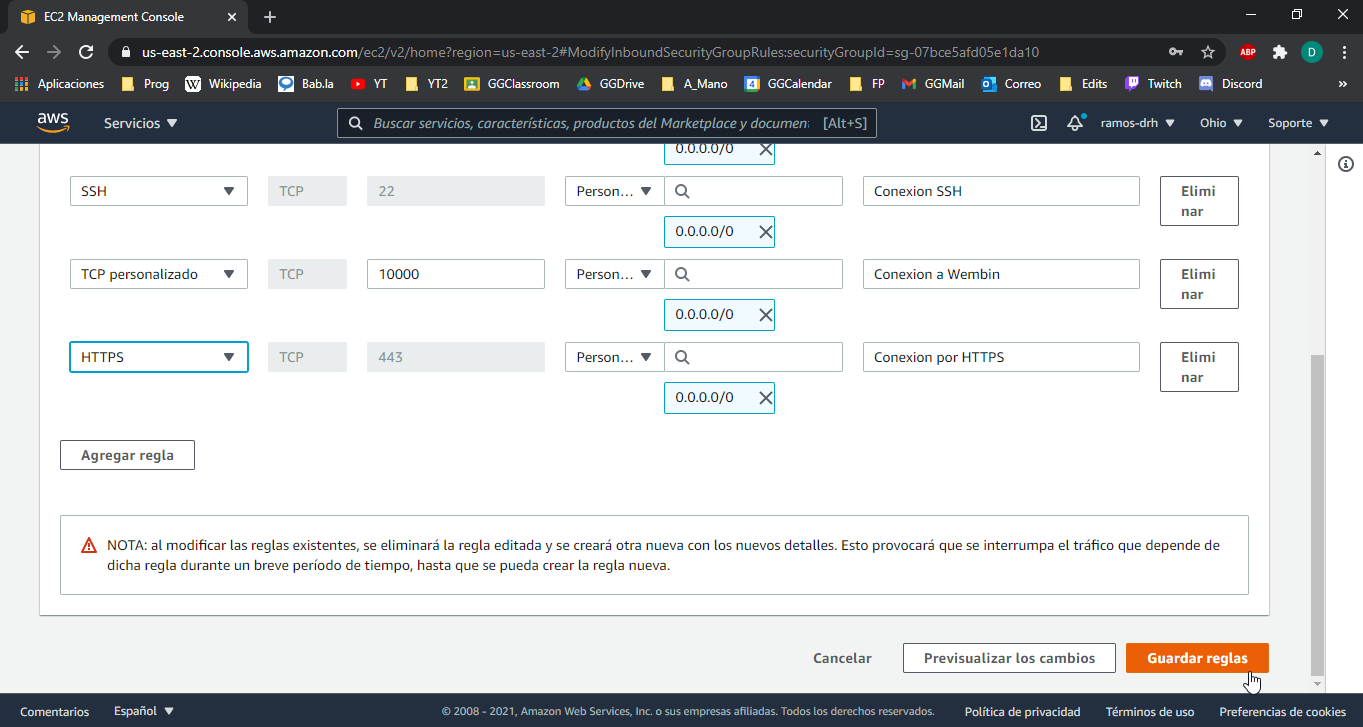 EC2 Management Console
us-east-2.console.aws.amazon.com/ec2/v2/home?region=us-east-2#ModifyInboundSecurityGroupRules:securityGroupId=sg-07bce5afd05e1da10
ABP
D
Aplicaciones Prog Wikipedia Bab.la YT YT2 GGClassroom GGDrive A_Mano GGCalendar FP GGMail Correo Edits Twitch Discord »
aws Servicios Buscar servicios, características, productos del Marketplace y documen [Alt+S] ramos-drh Ohio Soporte
0.0.0.0/0
SSH TCP 22 Person... Conexion SSH Elimi
nar
0.0.0.0/0
TCP personalizado TCP 10000 Person... Conexion a Wembin Elimi
nar
0.0.0.0/0
HTTPS TCP 443 Person... Conexion por HTTPS Elimi
nar
0.0.0.0/0
Agregar regla
NOTA: al modificar las reglas existentes, se eliminará la regla editada y se creará otra nueva con los nuevos detalles. Esto provocará que se interrumpa el tráfico que depende de
dicha regla durante un breve período de tiempo, hasta que se pueda crear la regla nueva.
Cancelar Previsualizar los cambios Guardar reglas
Comentarios Español © 2008 - 2021, Amazon Web Services, Inc. o sus empresas afiliadas. Todos los derechos reservados. Política de privacidad Términos de uso Preferencias de cookies